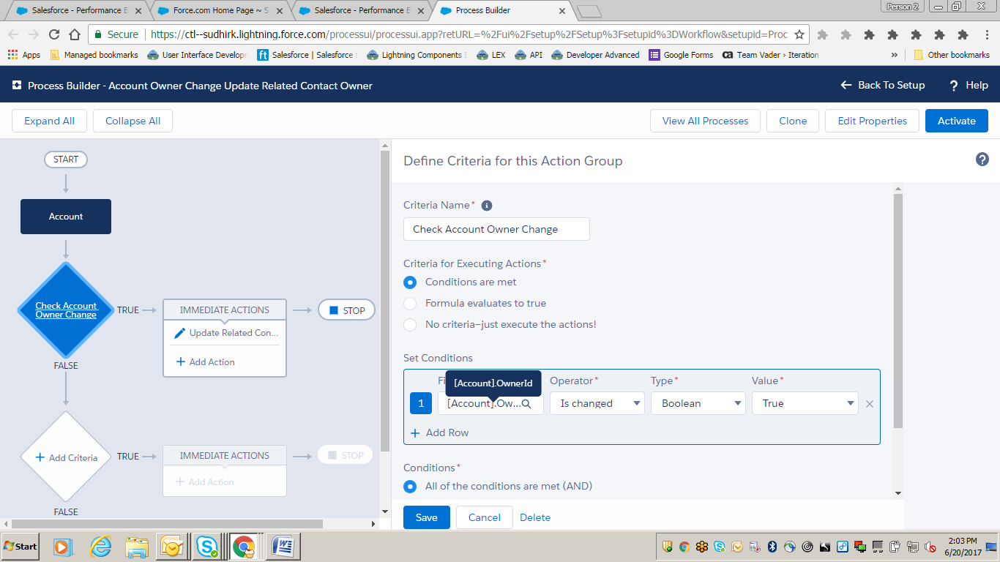 Salesforce - Performance E
Force.com Home Page ~ S
Salesforce - Performance E
Process Builder
Person 2
Secure
https://ctl--sudhirk.lightning.force.com/processui/processui.app?retURL=%2Fui%2Fsetup%2FSetup%3Fsetupid%3DWorkflow&setupid=Proc
Apps
Managed bookmarks
User Interface Develop
ft
Salesforce | Salesforce
Lightning Components
LEX
API
Developer Advanced
Google Forms
ca
Team Vader › Iteration
»
Other bookmarks
Process Builder - Account Owner Change Update Related Contact Owner
Back To Setup
? Help
Expand All
Collapse All
View All Processes
Clone
Edit Properties
Activate
START
Account
Check Account
Owner Change
TRUE
IMMEDIATE ACTIONS
STOP
Update Related Con...
+ Add Action
FALSE
+ Add Criteria
TRUE
IMMEDIATE ACTIONS
STOP
+ Add Action
FALSE
Define Criteria for this Action Group
?
Criteria Name*
i
Check Account Owner Change
Criteria for Executing Actions*
Conditions are met
Formula evaluates to true
No criteria—just execute the actions!
Set Conditions
[Account].OwnerId
Operator*
Type*
Value*
1
[Account].Ow...
Is changed
Boolean
True
+ Add Row
Conditions*
All of the conditions are met (AND)
Save
Cancel
Delete
Start
2:03 PM
6/20/2017